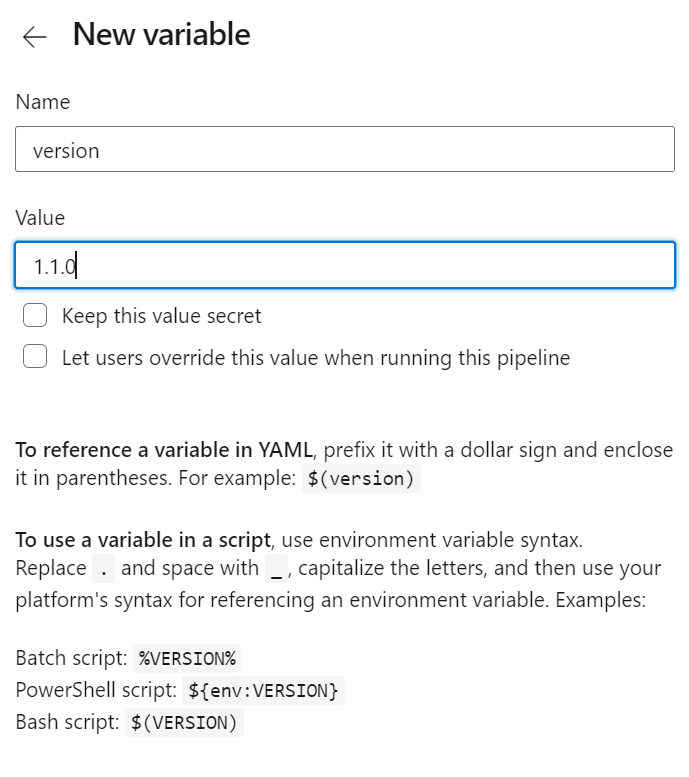 ← New variable
Name
version
Value
1.1.0
Keep this value secret
Let users override this value when running this pipeline
To reference a variable in YAML, prefix it with a dollar sign and enclose
it in parentheses. For example: $(version)
To use a variable in a script, use environment variable syntax.
Replace . and space with _, capitalize the letters, and then use your
platform's syntax for referencing an environment variable. Examples:
Batch script: %VERSION%
PowerShell script: ${env:VERSION}
Bash script: $(VERSION)